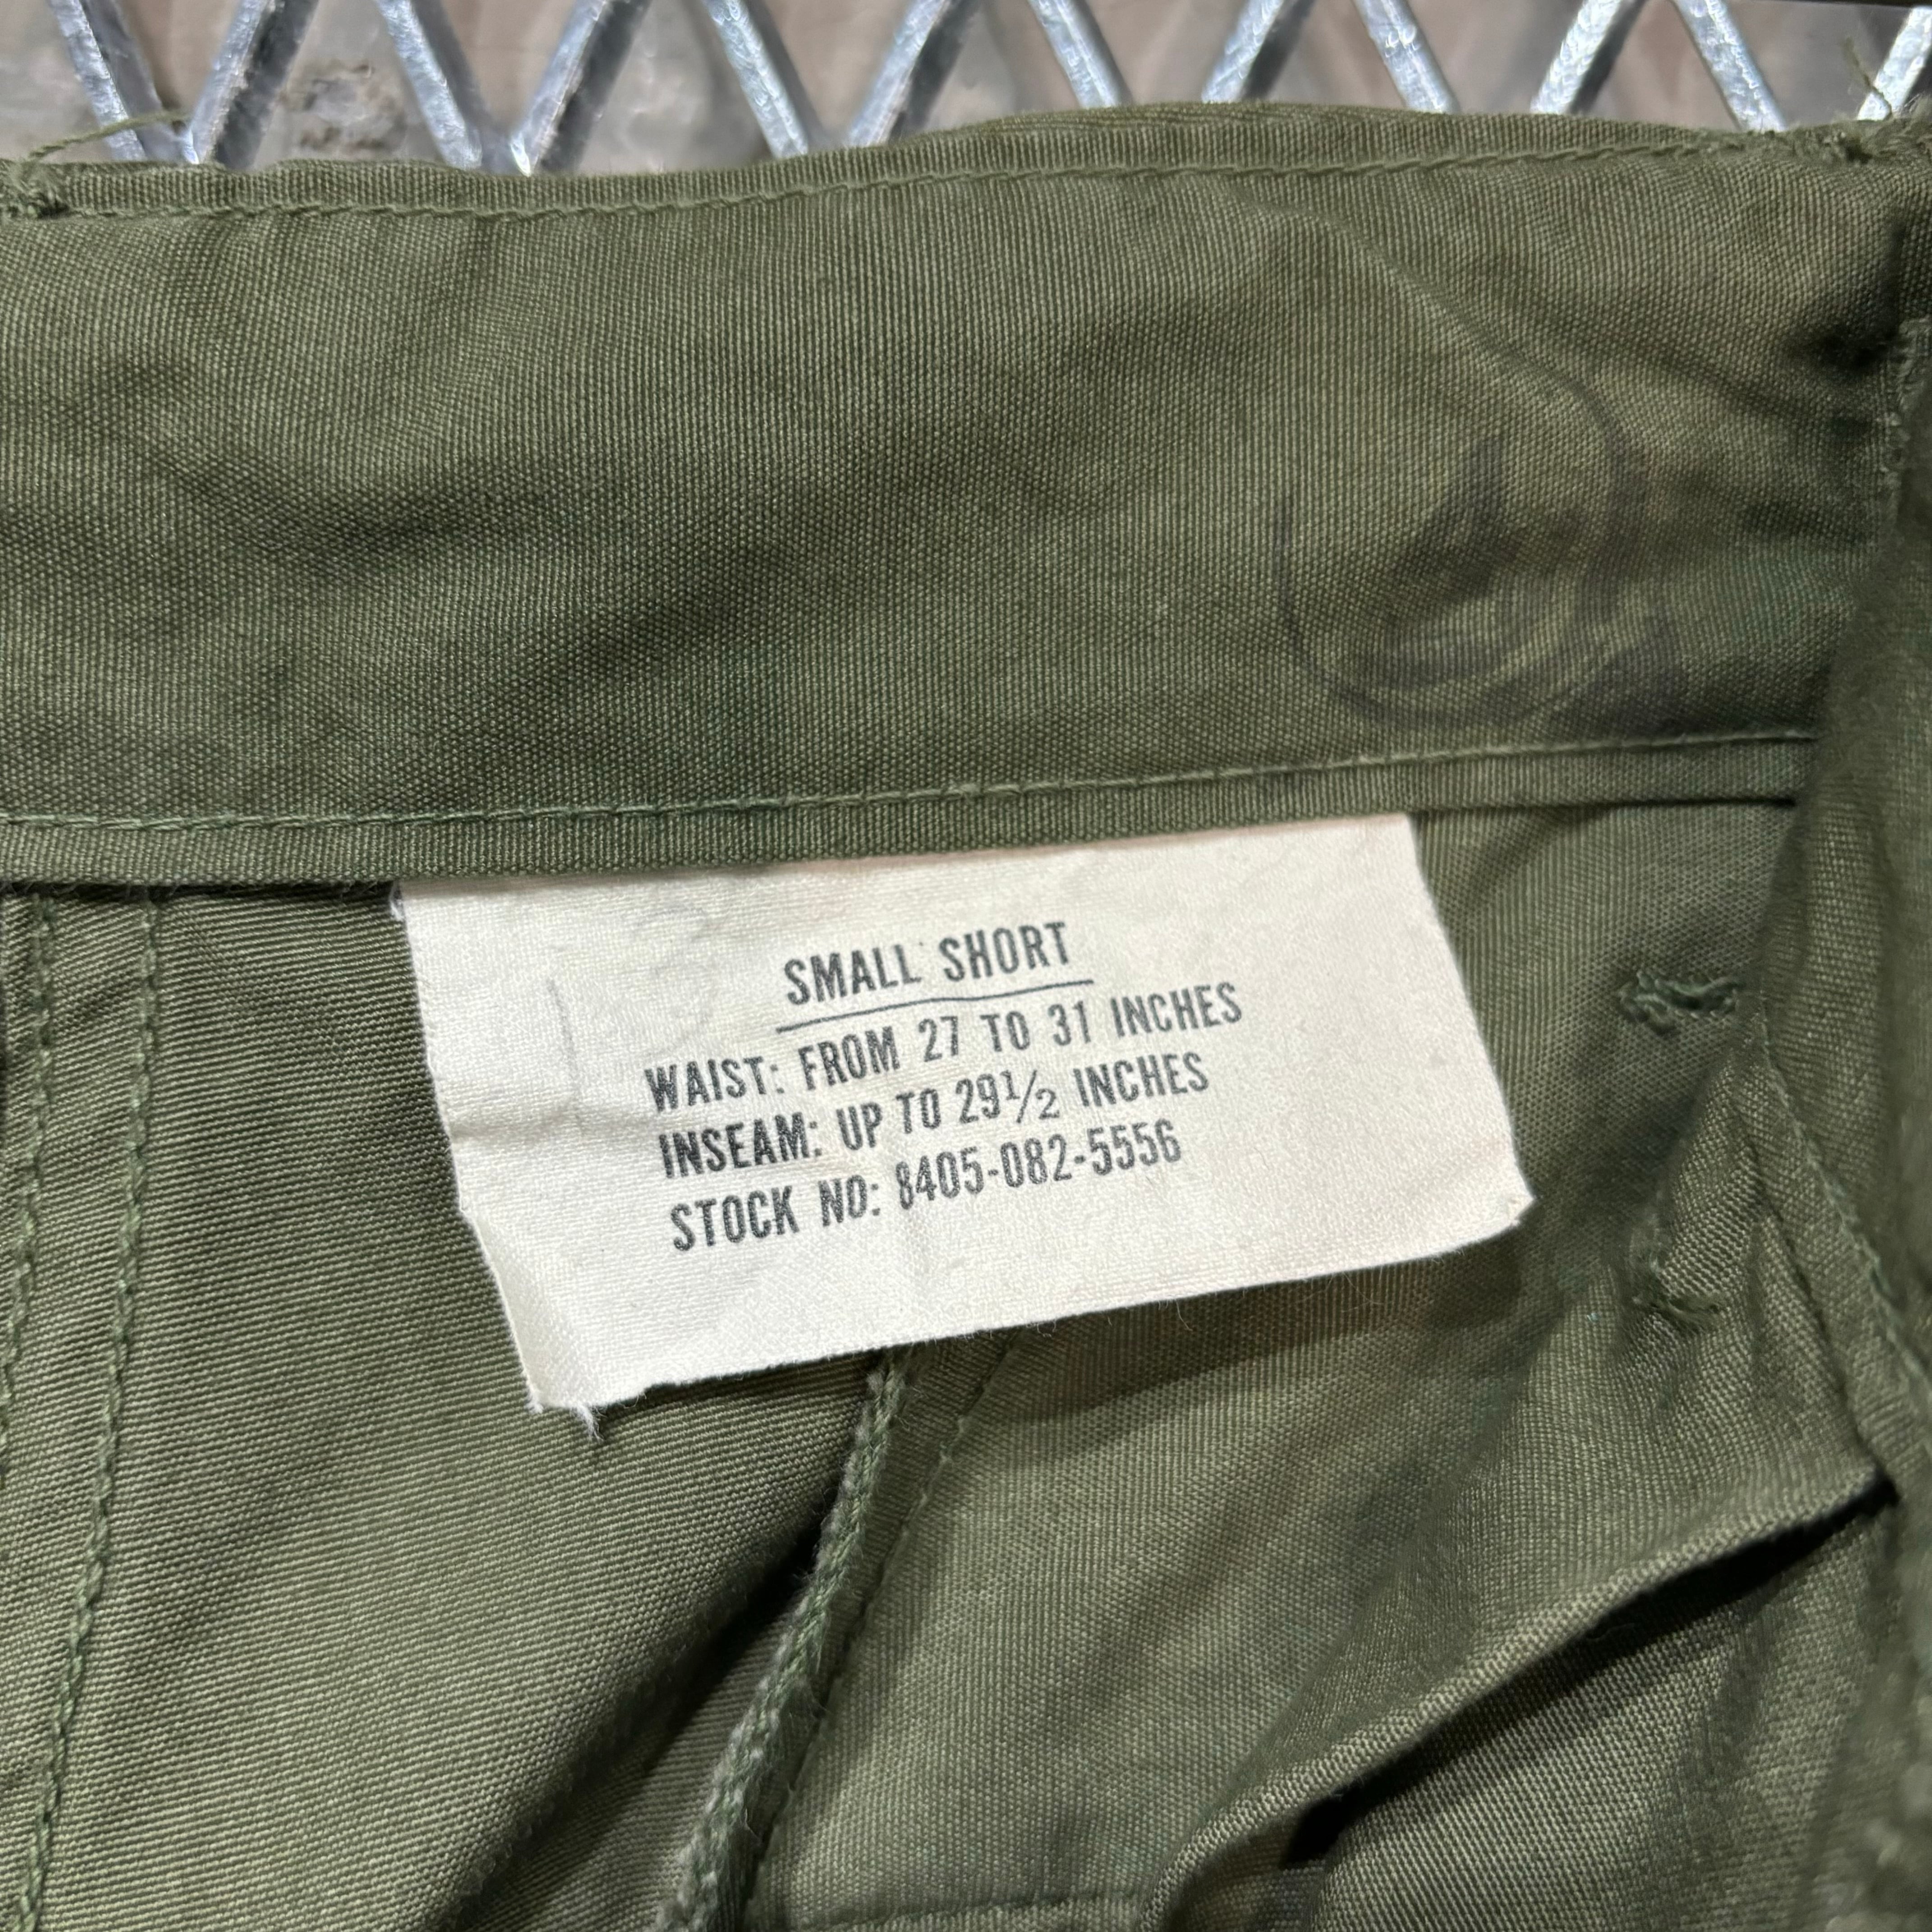 SMALL SHORT
WAIST: FROM 27 TO 31 INCHES
INSEAM: UP TO 29½ INCHES
STOCK NO: 8405-082-5556